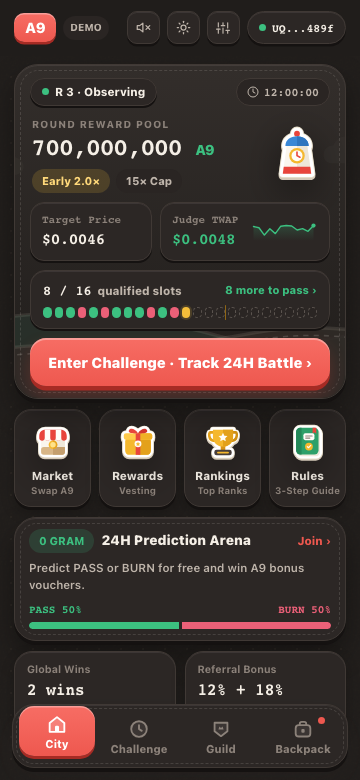 A9 DEMO UQ...489f
R 3 · Observing 12:00:00
ROUND REWARD POOL
700,000,000 A9
Early 2.0× 15× Cap
Target Price Judge TWAP
$0.0046 $0.0048
8 / 16 qualified slots 8 more to pass ›
Enter Challenge · Track 24H Battle ›
Market Rewards Rankings Rules
Swap A9 Vesting Top Ranks 3-Step Guide
0 GRAM 24H Prediction Arena Join ›
Predict PASS or BURN for free and win A9 bonus
vouchers.
PASS 50% BURN 50%
Global Wins Referral Bonus
2 wins 12% + 18%
City Challenge Guild Backpack